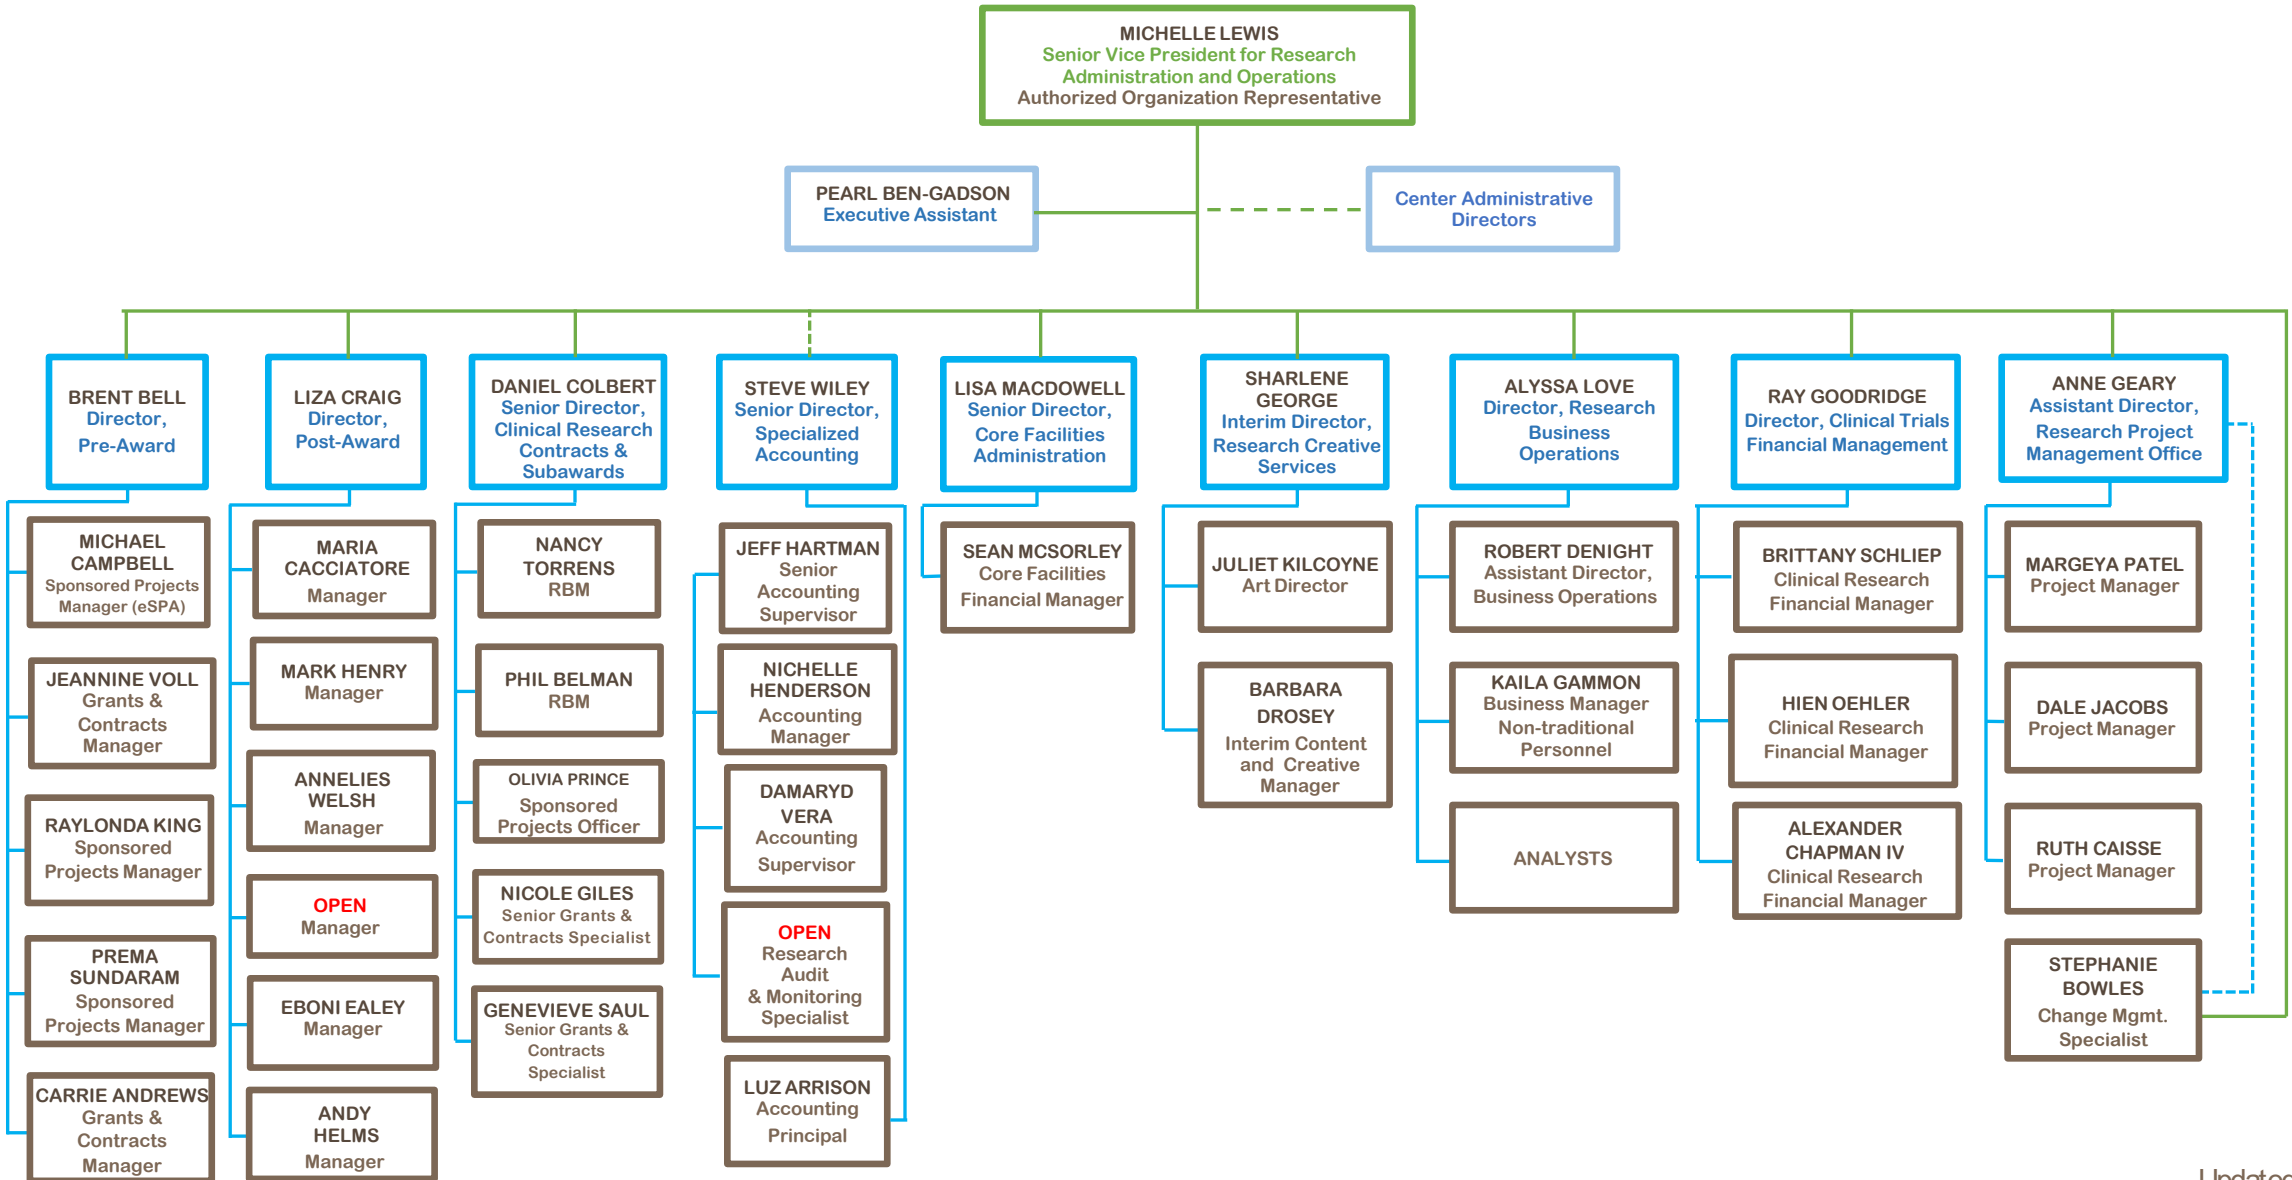 MICHELLE LEWIS
Senior Vice President for Research
Administration and Operations
Authorized Organization Representative
PEARL BEN-GADSON
Executive Assistant
Center Administrative
Directors
BRENT BELL
Director,
Pre-Award
LIZA CRAIG
Director,
Post-Award
DANIEL COLBERT
Senior Director,
Clinical Research
Contracts &
Subawards
STEVE WILEY
Senior Director,
Specialized
Accounting
LISA MACDOWELL
Senior Director,
Core Facilities
Administration
SHARLENE
GEORGE
Interim Director,
Research Creative
Services
ALYSSA LOVE
Director, Research
Business
Operations
RAY GOODRIDGE
Director, Clinical Trials
Financial Management
ANNE GEARY
Assistant Director,
Research Project
Management Office
MICHAEL
CAMPBELL
Sponsored Projects
Manager (eSPA)
JEANNINE VOLL
Grants &
Contracts
Manager
RAYLONDA KING
Sponsored
Projects Manager
PREMA
SUNDARAM
Sponsored
Projects Manager
CARRIE ANDREWS
Grants &
Contracts
Manager
MARIA
CACCIATORE
Manager
MARK HENRY
Manager
ANNELIES
WELSH
Manager
OPEN
Manager
EBONI EALEY
Manager
ANDY
HELMS
Manager
NANCY
TORRENS
RBM
PHIL BELMAN
RBM
OLIVIA PRINCE
Sponsored
Projects Officer
NICOLE GILES
Senior Grants &
Contracts Specialist
GENEVIEVE SAUL
Senior Grants &
Contracts
Specialist
JEFF HARTMAN
Senior
Accounting
Supervisor
NICHELLE
HENDERSON
Accounting
Manager
DAMARYD
VERA
Accounting
Supervisor
OPEN
Research
Audit
& Monitoring
Specialist
LUZ ARRISON
Accounting
Principal
SEAN MCSORLEY
Core Facilities
Financial Manager
JULIET KILCOYNE
Art Director
BARBARA
DROSEY
Interim Content
and Creative
Manager
ROBERT DENIGHT
Assistant Director,
Business Operations
KAILA GAMMON
Business Manager
Non-traditional
Personnel
ANALYSTS
BRITTANY SCHLIEP
Clinical Research
Financial Manager
HIEN OEHLER
Clinical Research
Financial Manager
ALEXANDER
CHAPMAN IV
Clinical Research
Financial Manager
MARGEYA PATEL
Project Manager
DALE JACOBS
Project Manager
RUTH CAISSE
Project Manager
STEPHANIE
BOWLES
Change Mgmt.
Specialist
Updated